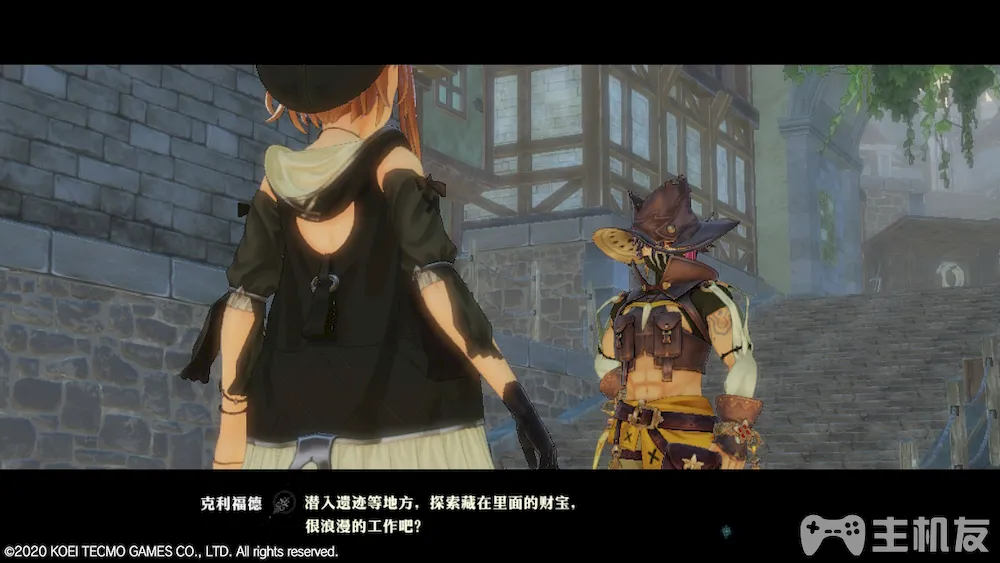 克利福德
潜入遗迹等地方，探索藏在里面的财宝，
很浪漫的工作吧？
©2020 KOEI TECMO GAMES CO., LTD. All rights reserved.
主机友